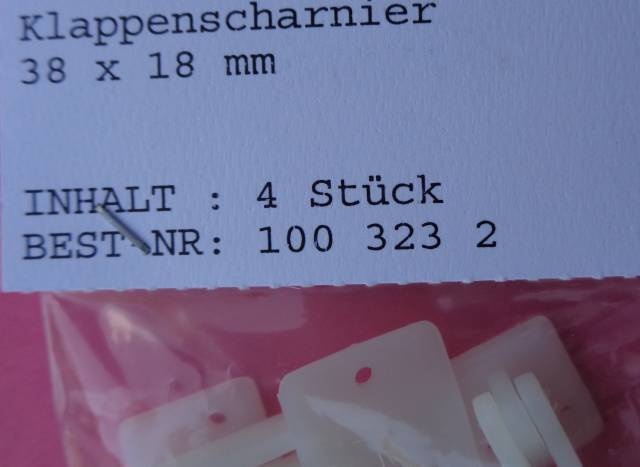 Klappenscharnier
38 x 18 mm
INHALT : 4 Stück
BEST-NR: 100 323 2